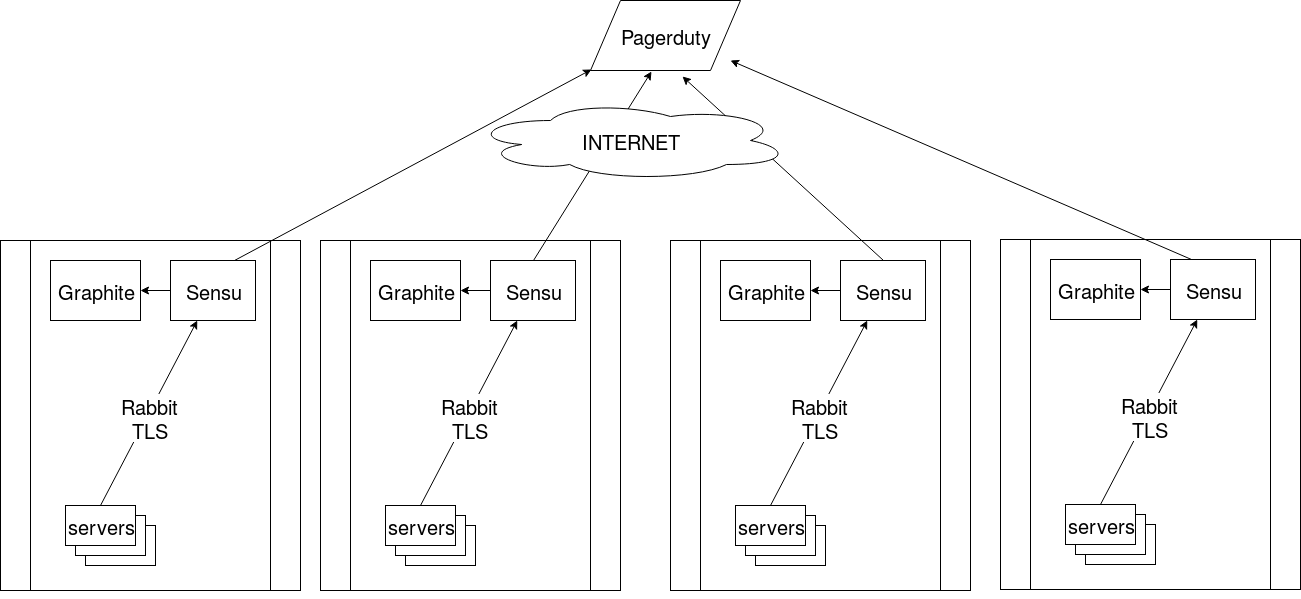 Pagerduty
INTERNET
Graphite
Sensu
Graphite
Sensu
Graphite
Sensu
Graphite
Sensu
Rabbit
TLS
Rabbit
TLS
Rabbit
TLS
Rabbit
TLS
servers
servers
servers
servers